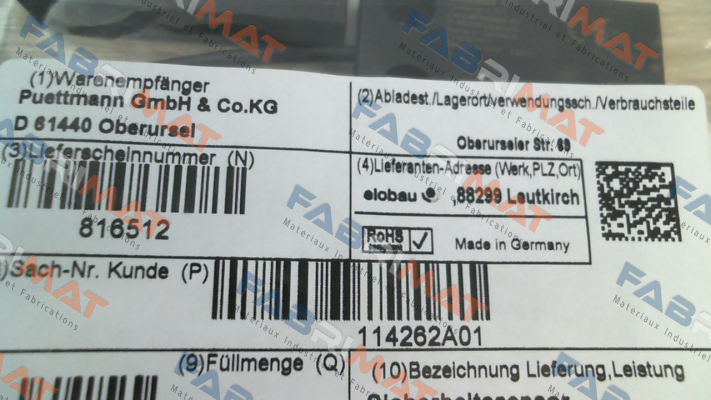 (1)Warenempfänger
Puettmann GmbH & Co.KG
D 61440 Oberursel
(2)Abladest./Lagerort/verwendungssch./Verbrauchsteile
Oberurseler Str. 69
(3)Lieferscheinnummer (N)
816512
(4)Lieferanten-Adresse (Werk,PLZ,Ort)
elobau ,88299 Leutkirch
RoHS
Made in Germany
)Sach-Nr. Kunde (P)
114262A01
(9)Füllmenge (Q)
(10)Bezeichnung Lieferung,Leistung
Sicherheitssensor
FABRIMAT
Materiaux Industriel et Fabrications